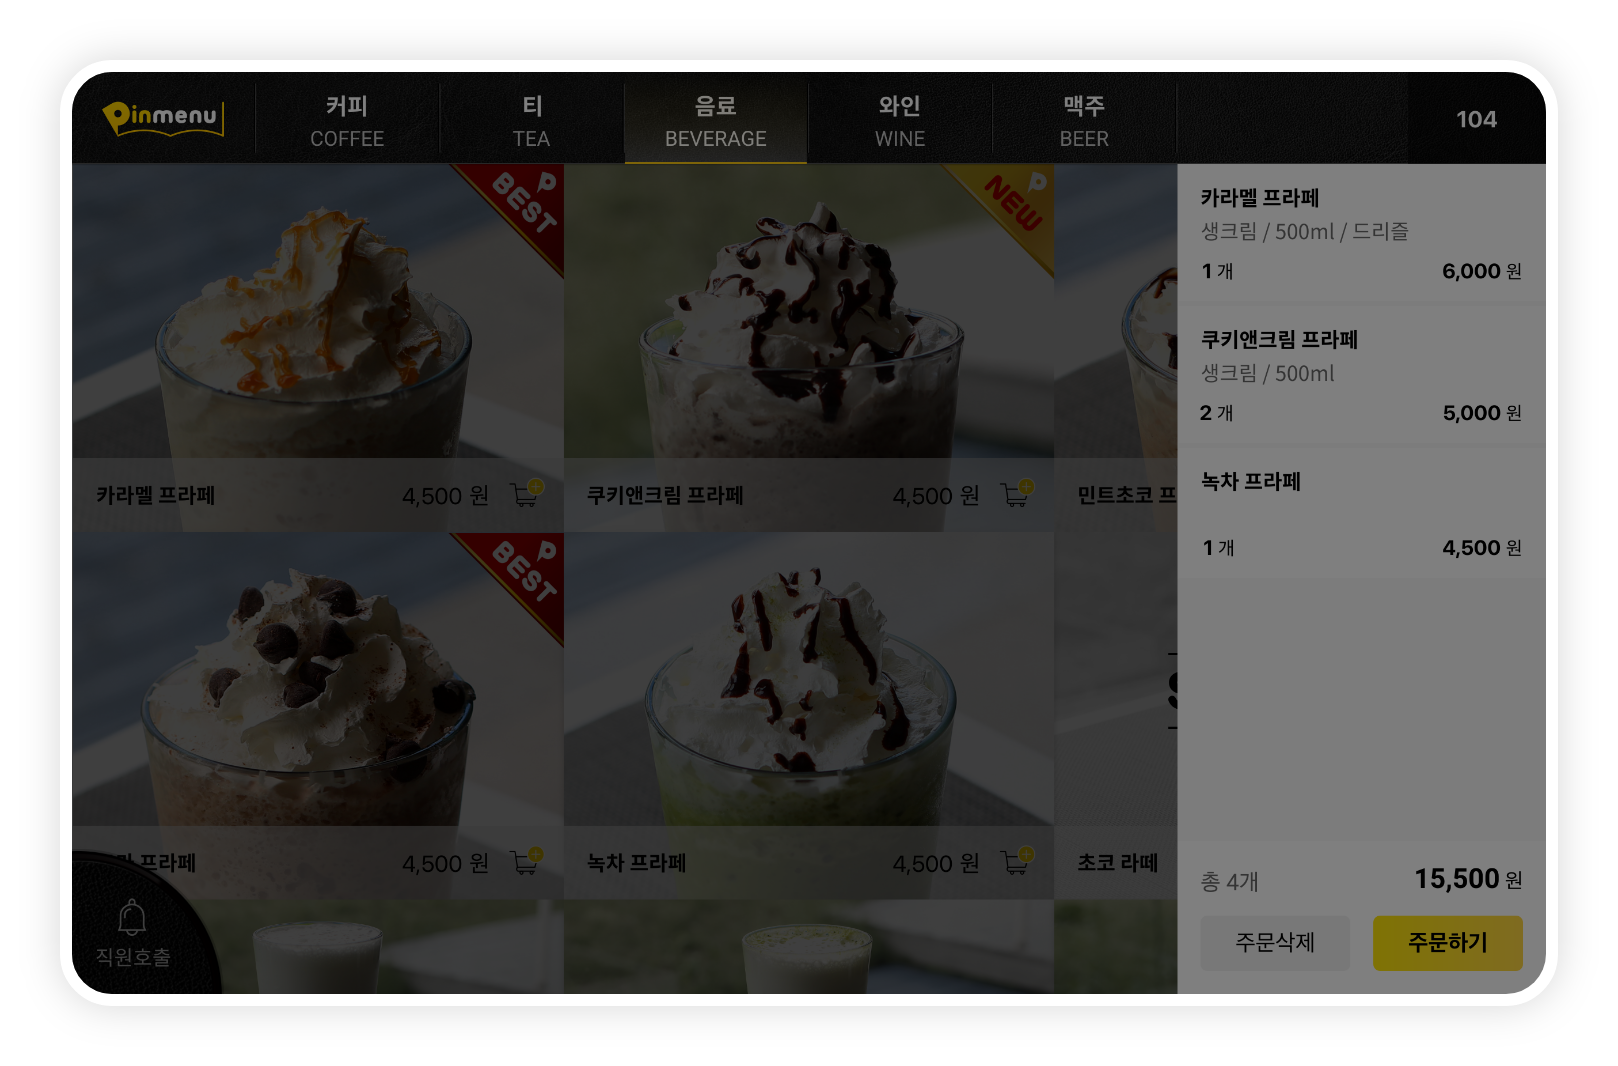 Pinmenu
커피
COFFEE
티
TEA
음료
BEVERAGE
와인
WINE
맥주
BEER
104
BEST
NEW
카라멜 프라페
4,500 원
쿠키앤크림 프라페
4,500 원
민트초코 프
BEST
프라페
4,500 원
녹차 프라페
4,500 원
초코 라떼
직원호출
카라멜 프라페
생크림 / 500ml / 드리즐
1 개
6,000 원
쿠키앤크림 프라페
생크림 / 500ml
2 개
5,000 원
녹차 프라페
1 개
4,500 원
총 4개
15,500 원
주문삭제
주문하기